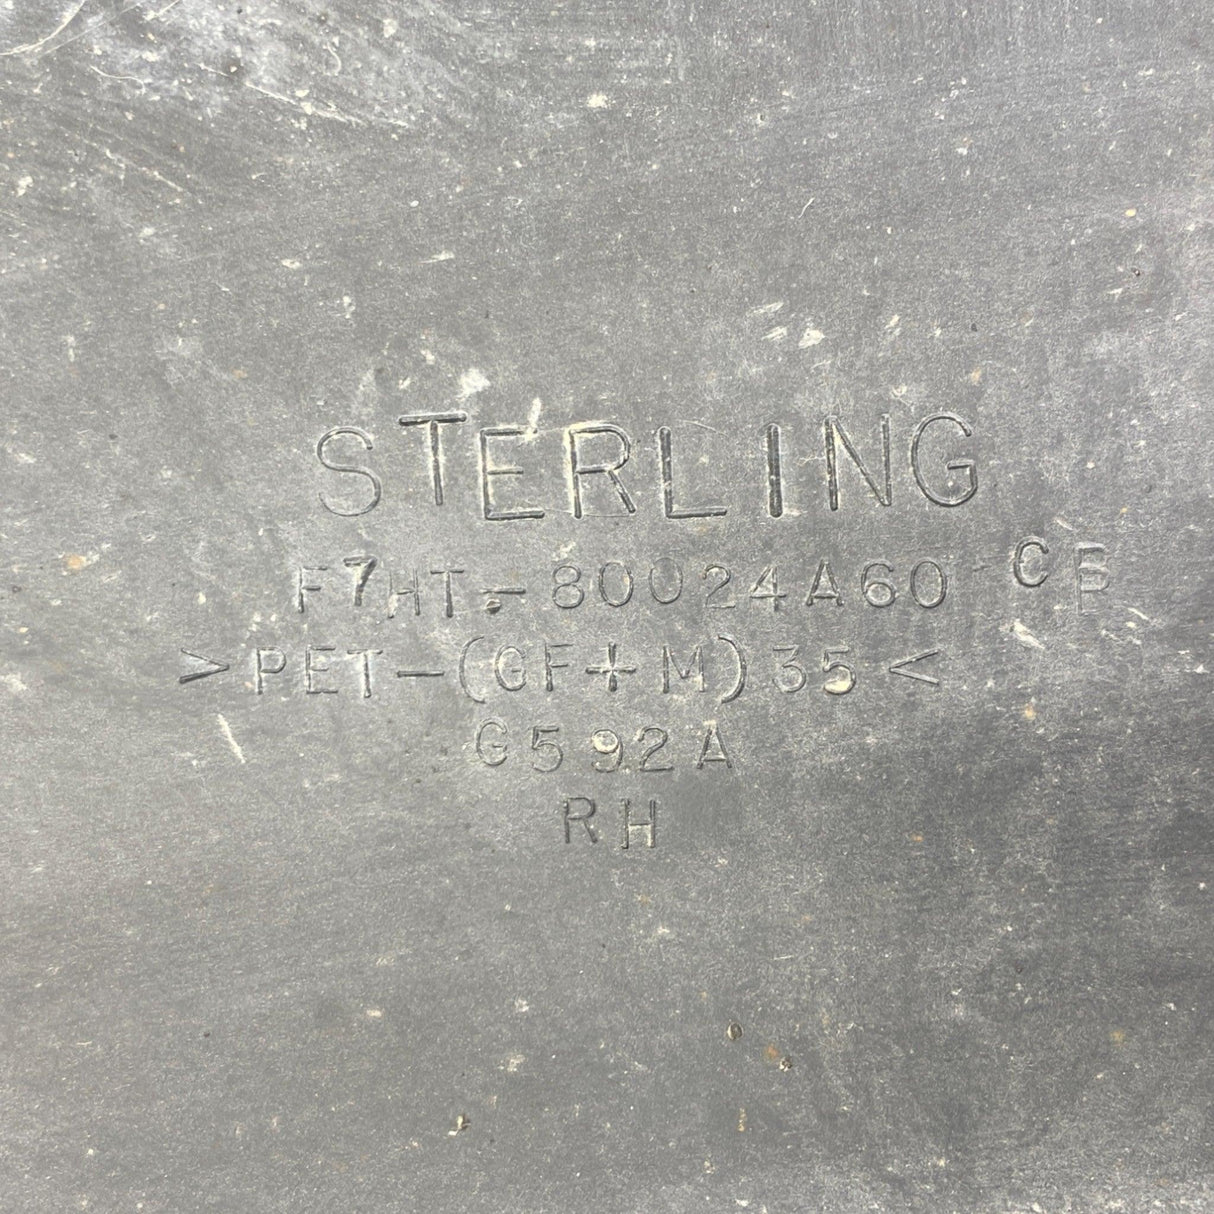 STERLING
F7HT-80024A60 CB
>PET-(GF+M)35<
G592A
RH